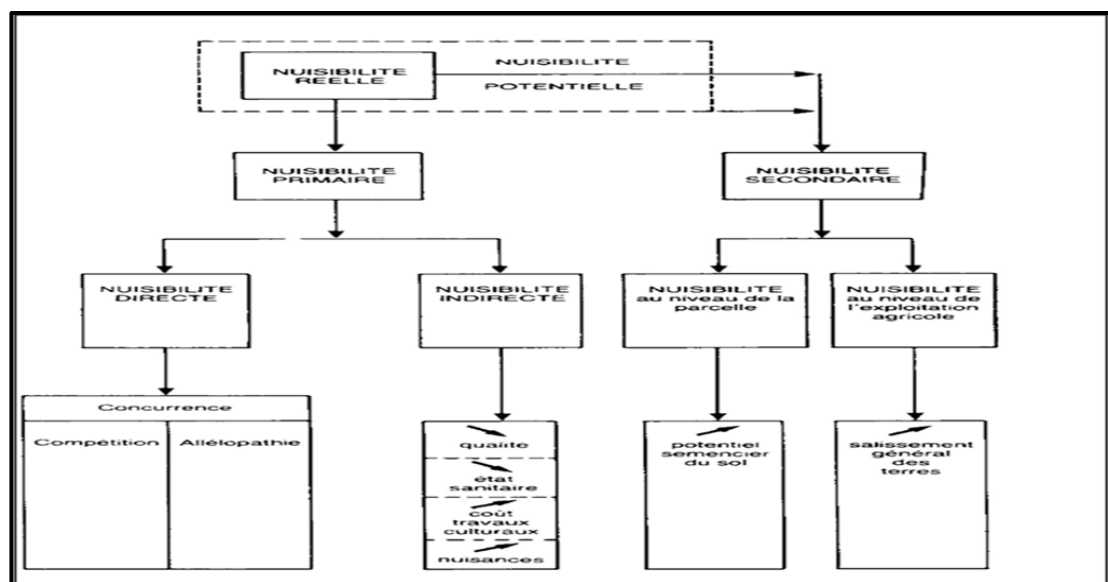 NUISIBILITE
REELLE
NUISIBILITE
POTENTIELLE
NUISIBILITE
PRIMAIRE
NUISIBILITE
SECONDAIRE
NUISIBILITE
DIRECTE
NUISIBILITE
INDIRECTE
NUISIBILITE
au niveau de la
parcelle
NUISIBILITE
au niveau de
l'exploitation
agricole
Concurrence
Compétition
Allélopathie
qualite
état
sanitaire
coût
travaux
culturaux
nuisances
potentiel
semencier
du sol
salissement
général
des
terres